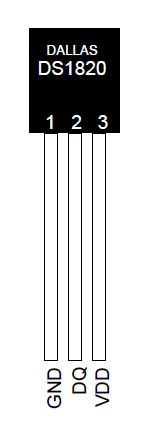 DALLAS
DS1820
1 2 3
GND DQ VDD